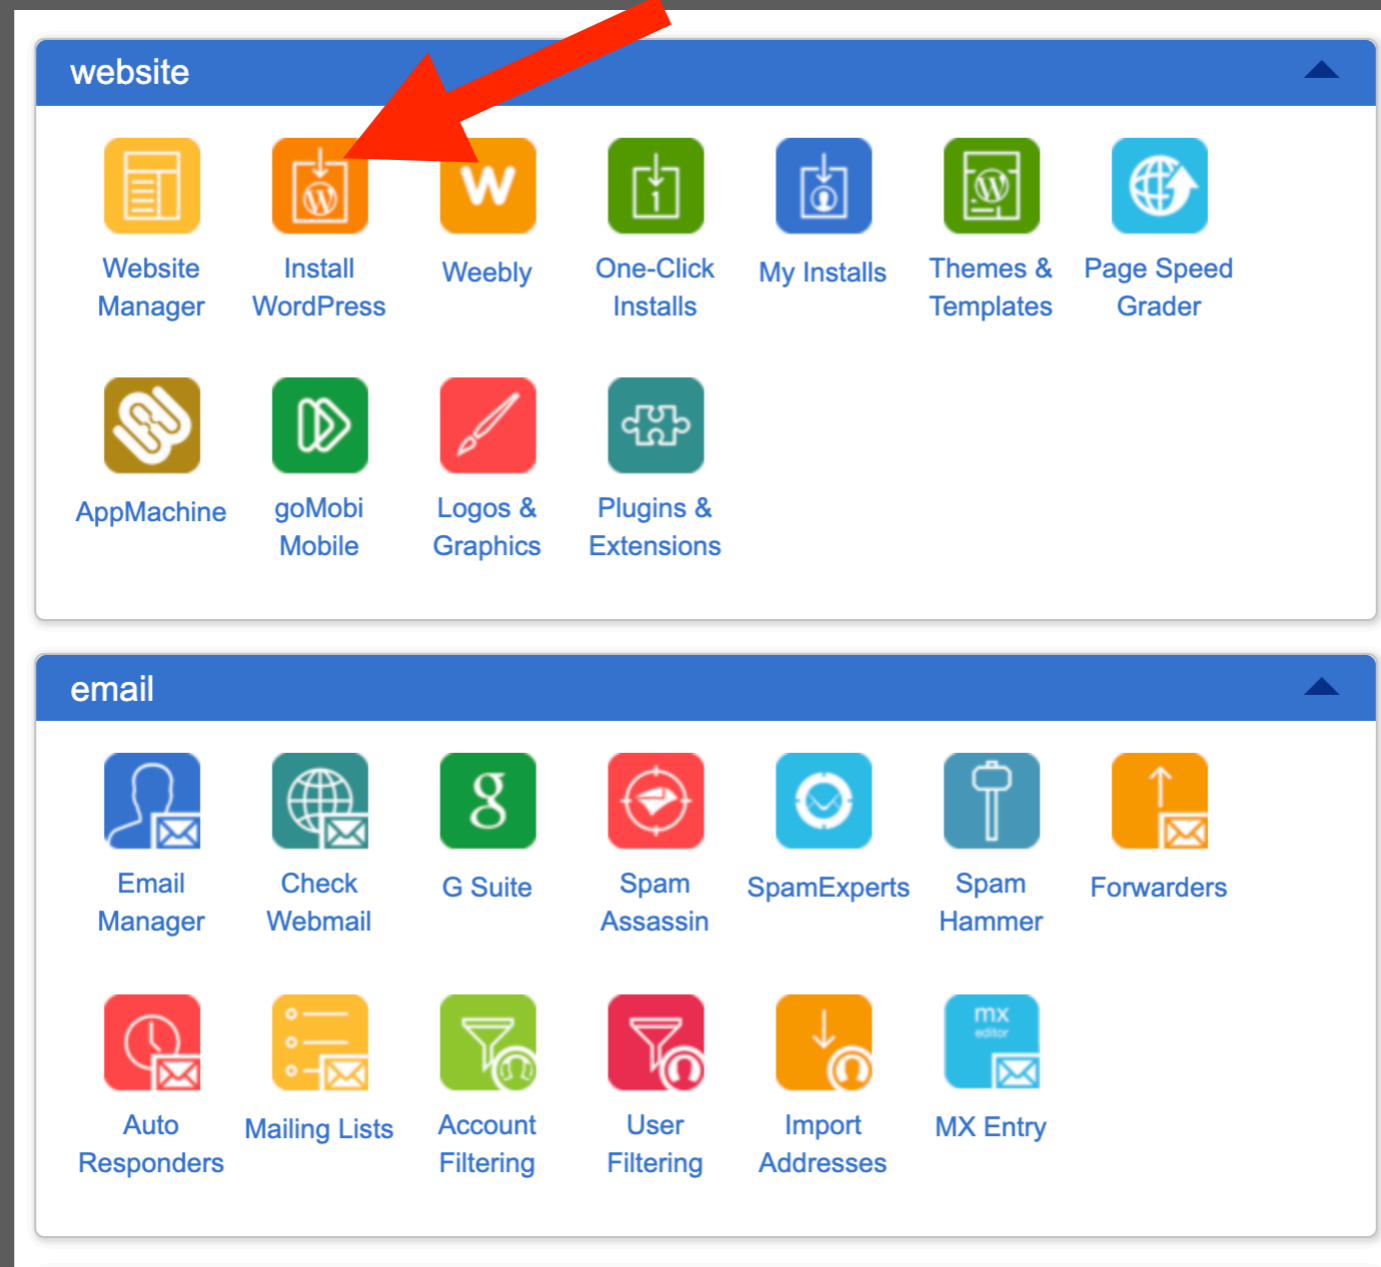 website
W
1
Website
Manager
Install
WordPress
Weebly
One-Click
Installs
My Installs
Themes &
Templates
Page Speed
Grader
AppMachine
goMobi
Mobile
Logos &
Graphics
Plugins &
Extensions
email
g
mx
editor
Email
Manager
Check
Webmail
G Suite
Spam
Assassin
SpamExperts
Spam
Hammer
Forwarders
Auto
Responders
Mailing Lists
Account
Filtering
User
Filtering
Import
Addresses
MX Entry